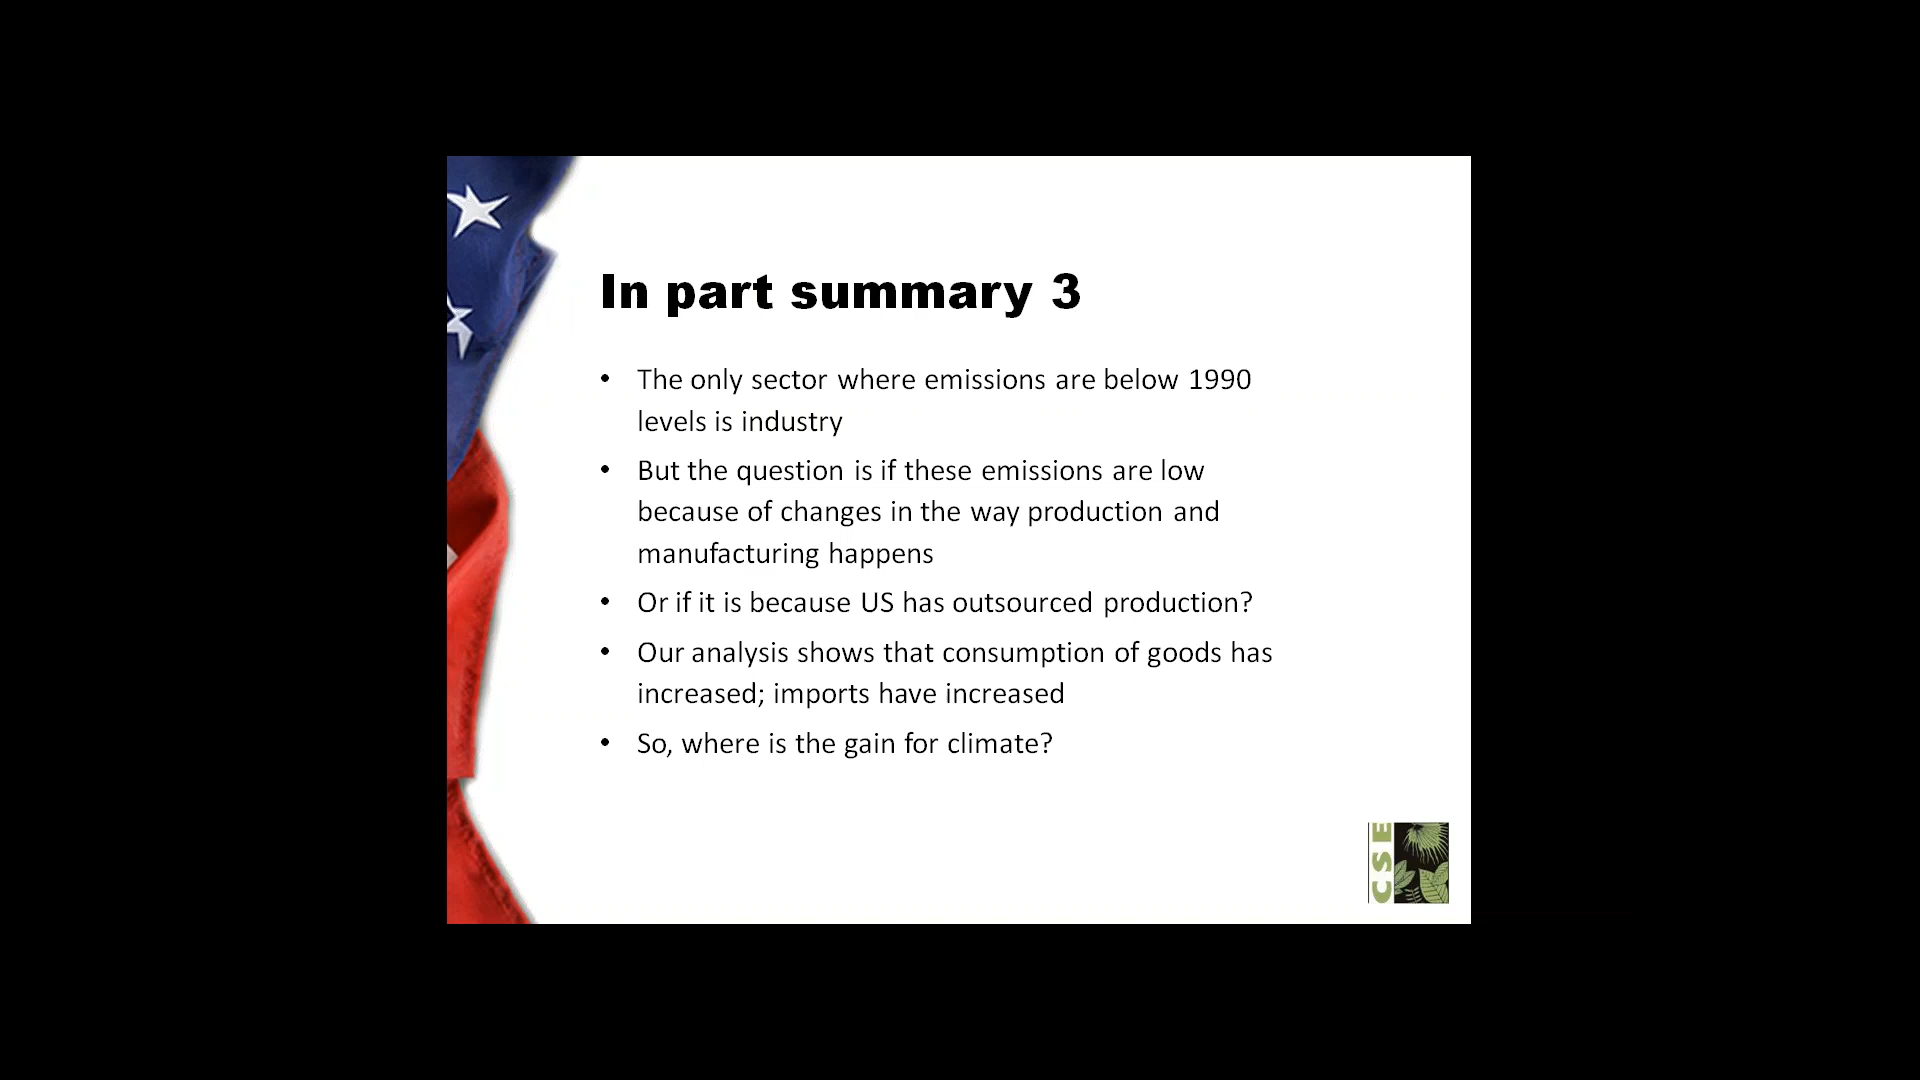 In part summary 3
• The only sector where emissions are below 1990
levels is industry
• But the question is if these emissions are low
because of changes in the way production and
manufacturing happens
• Or if it is because US has outsourced production?
• Our analysis shows that consumption of goods has
increased; imports have increased
• So, where is the gain for climate?
CSE